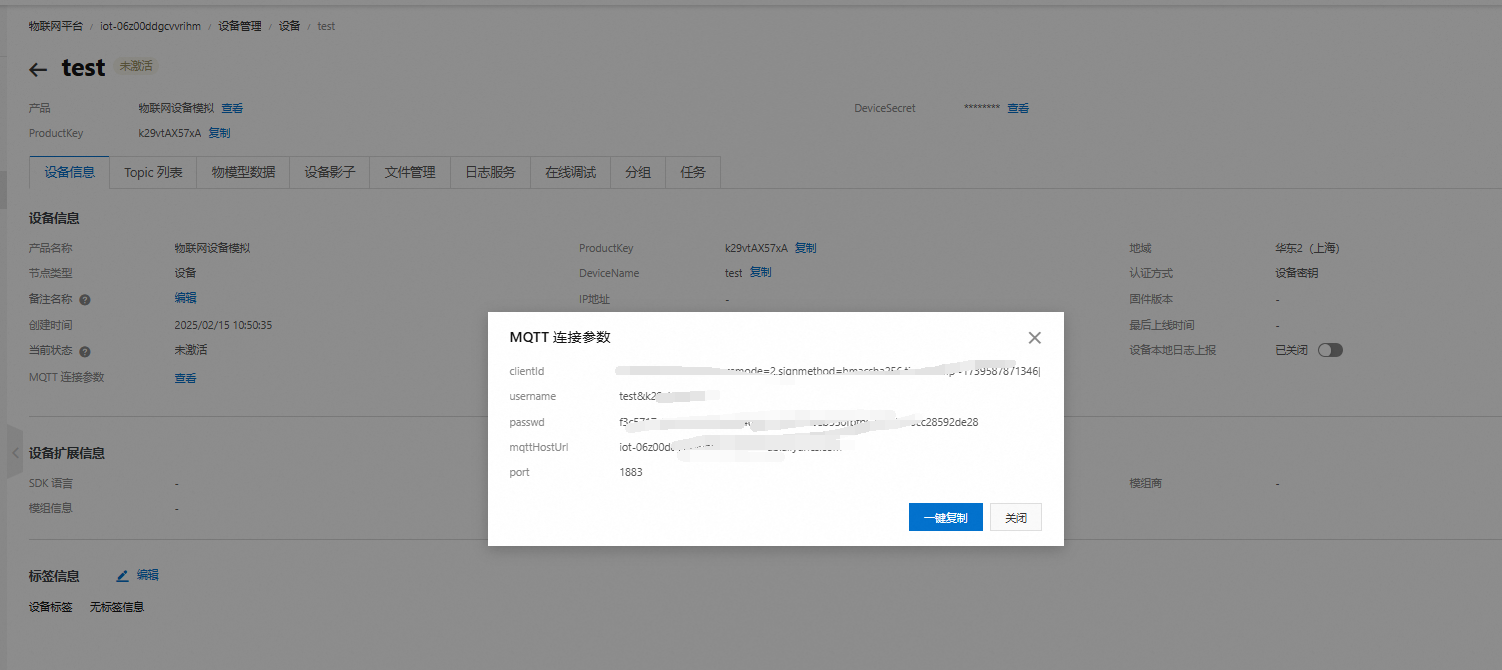 物联网平台 / iot-06z00ddgcvvrihm / 设备管理 / 设备 / test
← test 未激活
产品 物联网设备模拟 查看 DeviceSecret ******** 查看
ProductKey k29vtAX57xA 复制
设备信息 Topic 列表 物模型数据 设备影子 文件管理 日志服务 在线调试 分组 任务
设备信息
产品名称 物联网设备模拟 ProductKey k29vtAX57xA 复制 地域 华东2（上海）
节点类型 设备 DeviceName test 复制 认证方式 设备密钥
备注名称 编辑 IP地址 - 固件版本 -
创建时间 2025/02/15 10:50:35 最后上线时间 -
当前状态 未激活 设备本地日志上报 已关闭
MQTT 连接参数 查看
MQTT 连接参数
clientId =2,signmethod=hmacsha256 1739587871346|
username test&k29
passwd cc28592de28
mqttHostUrl iot-06z00d
port 1883
一键复制 关闭
设备扩展信息
SDK 语言 - 模组商 -
模组信息 -
标签信息 编辑
设备标签 无标签信息